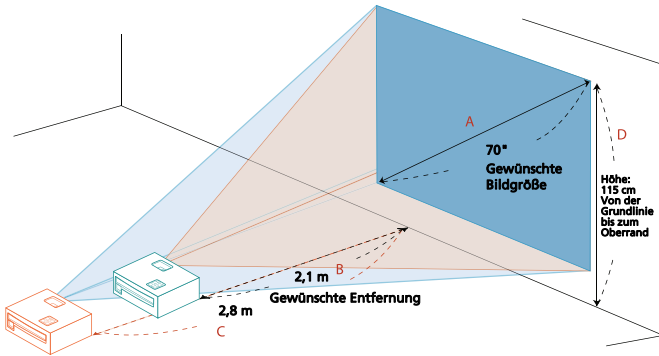 A
D
70"
Gewünschte
Bildgröße
Höhe:
115 cm
Von der
Grundlinie
bis zum
Oberrand
2,1 m
B
Gewünschte Entfernung
2,8 m
C